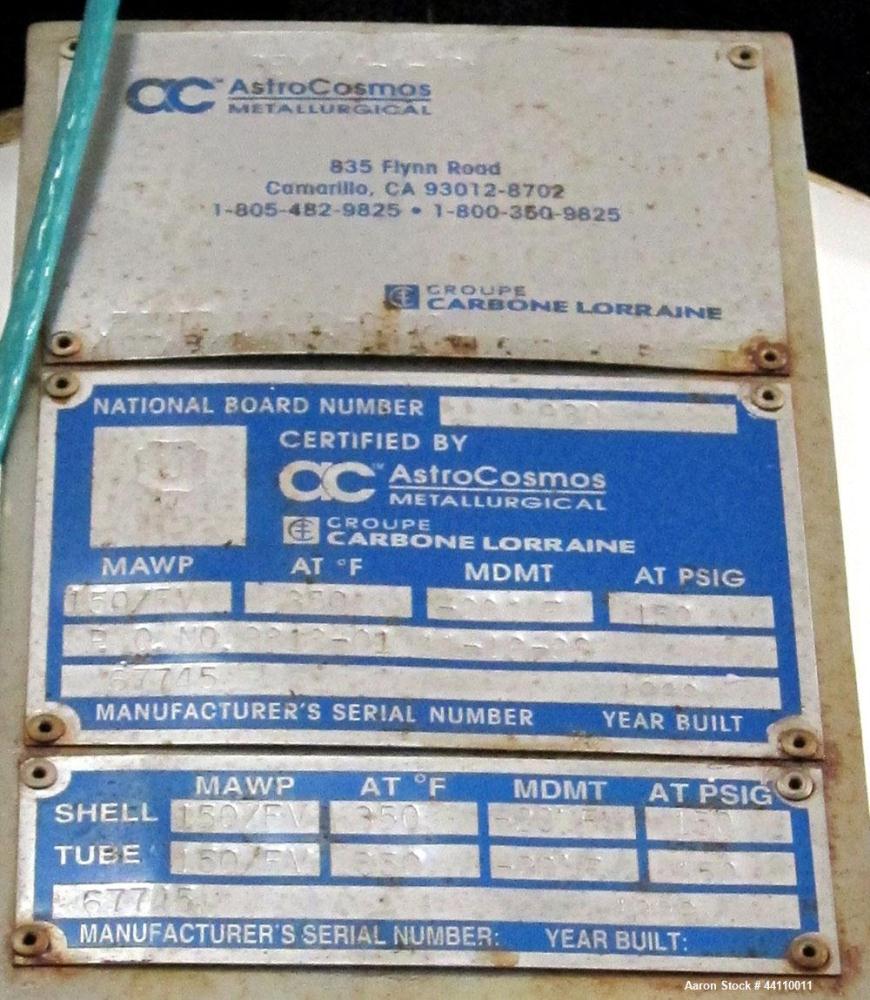 ac™ AstroCosmos
METALLURGICAL
835 Flynn Road
Camarillo, CA 93012-8702
1-805-482-9825 • 1-800-350-9825
GROUPE
CARBONE LORRAINE
NATIONAL BOARD NUMBER
CERTIFIED BY
ac™ AstroCosmos
METALLURGICAL
GROUPE
CARBONE LORRAINE
MAWP AT °F MDMT AT PSIG
150/FV 350 150
P.O. NO.
67745
MANUFACTURER'S SERIAL NUMBER YEAR BUILT
MAWP AT °F MDMT AT PSIG
SHELL 150/FV 350 150
TUBE 150/FV 350 150
67745
MANUFACTURER'S SERIAL NUMBER: YEAR BUILT:
Aaron Stock # 44110011